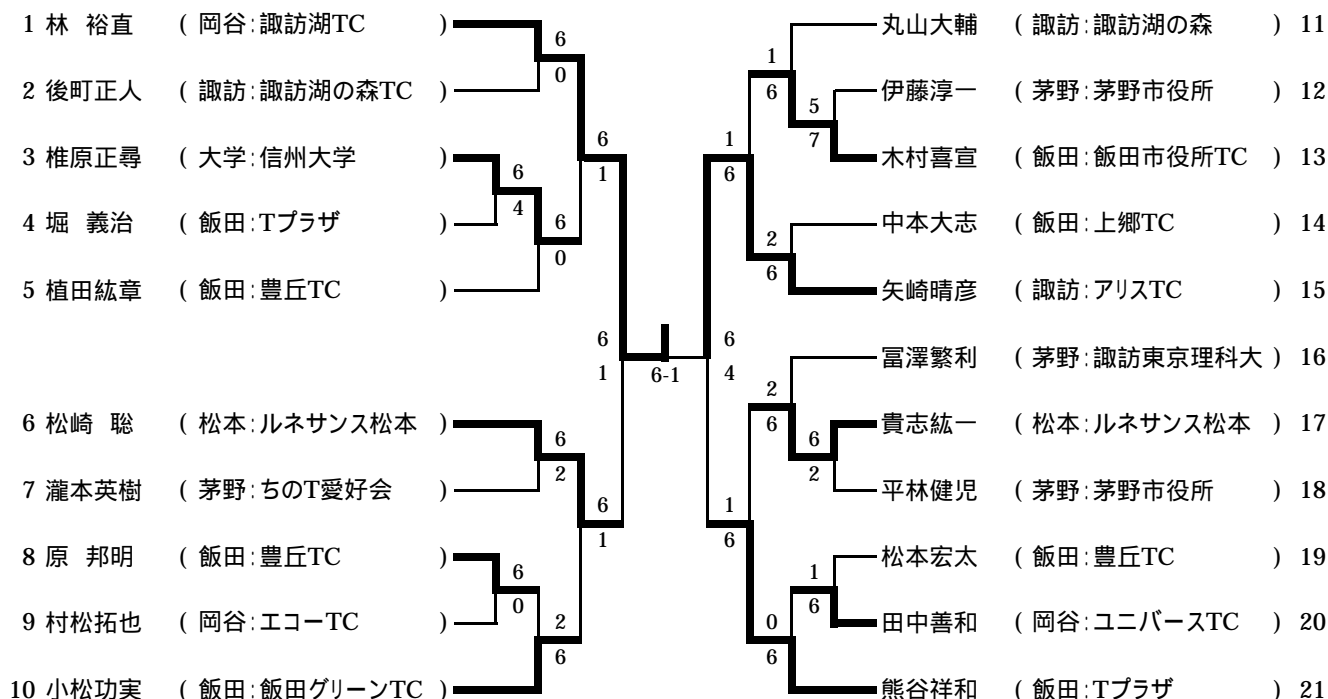 1 林 裕直 ( 岡谷:諏訪湖TC )
6
0
2 後町正人 ( 諏訪:諏訪湖の森TC )
6
1
3 椎原正尋 ( 大学:信州大学 )
6
4
4 堀 義治 ( 飯田:Tプラザ )
6
0
5 植田紘章 ( 飯田:豊丘TC )
6
1
6-1
6 松崎 聡 ( 松本:ルネサンス松本 )
6
2
7 瀧本英樹 ( 茅野:ちのT愛好会 )
6
1
8 原 邦明 ( 飯田:豊丘TC )
6
0
9 村松拓也 ( 岡谷:エコーTC )
2
6
10 小松功実 ( 飯田:飯田グリーンTC )
丸山大輔 ( 諏訪:諏訪湖の森 ) 11
1
6
伊藤淳一 ( 茅野:茅野市役所 ) 12
5
7
木村喜宣 ( 飯田:飯田市役所TC ) 13
1
6
中本大志 ( 飯田:上郷TC ) 14
2
6
矢崎晴彦 ( 諏訪:アリスTC ) 15
6
4
冨澤繁利 ( 茅野:諏訪東京理科大 ) 16
2
6
貴志紘一 ( 松本:ルネサンス松本 ) 17
6
2
平林健児 ( 茅野:茅野市役所 ) 18
1
6
松本宏太 ( 飯田:豊丘TC ) 19
1
6
田中善和 ( 岡谷:ユニバースTC ) 20
0
6
熊谷祥和 ( 飯田:Tプラザ ) 21